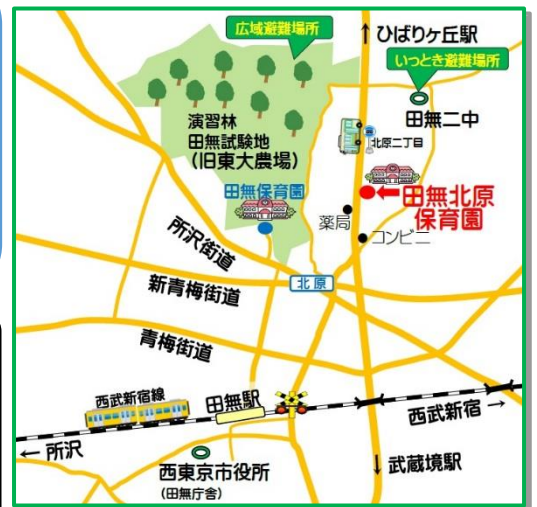 広域避難場所
↑ひばりヶ丘駅
いっとき避難場所
田無二中
演習林
田無試験地
(旧東大農場)
北原二丁目
田無保育園
←田無北原
保育園
薬局
コンビニ
所沢街道
北原
新青梅街道
青梅街道
西武新宿線
田無駅
西武新宿→
←所沢
↓武蔵境駅
西東京市役所
(田無庁舎)